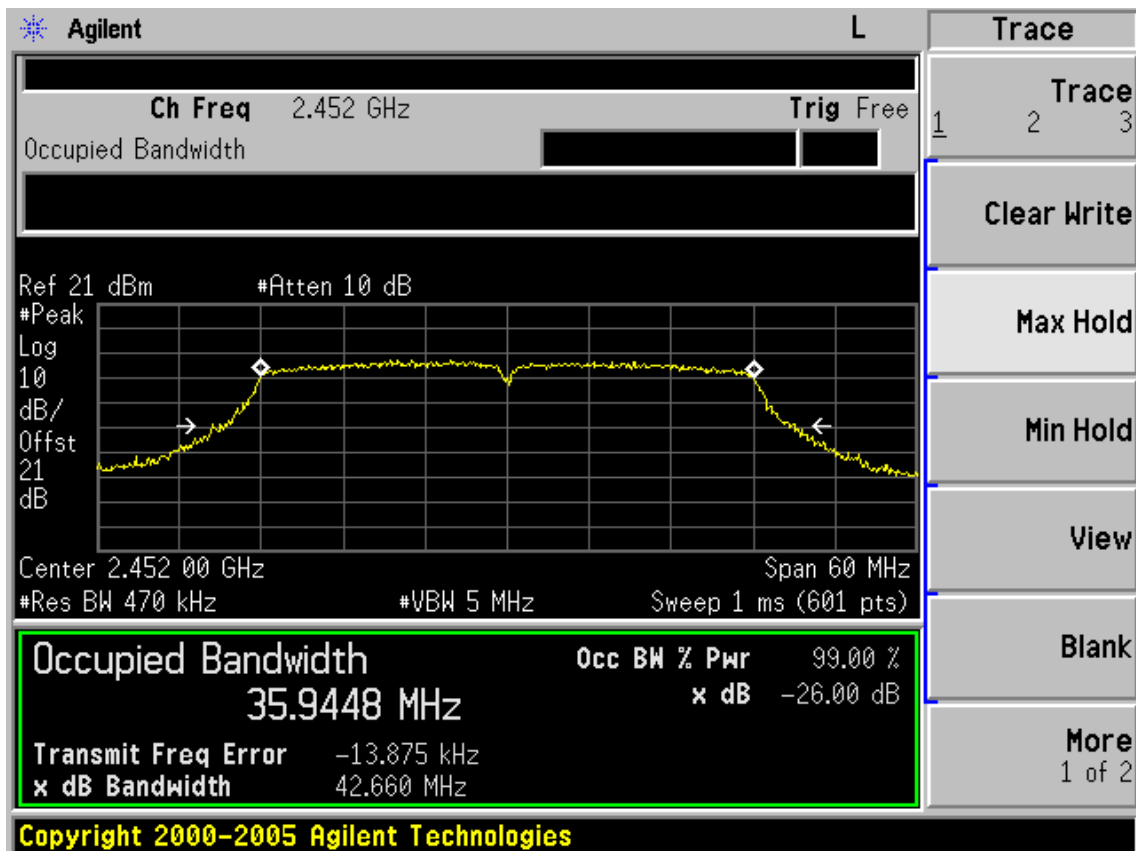 Agilent L Trace
Ch Freq 2.452 GHz Trig Free
Occupied Bandwidth
Trace
1 2 3
Clear Write
Max Hold
Min Hold
View
Blank
More
1 of 2
Ref 21 dBm #Atten 10 dB
#Peak
Log
10
dB/
Offst
21
dB
Center 2.452 00 GHz Span 60 MHz
#Res BW 470 kHz #VBW 5 MHz Sweep 1 ms (601 pts)
Occupied Bandwidth Occ BW % Pwr 99.00 %
35.9448 MHz x dB -26.00 dB
Transmit Freq Error -13.875 kHz
x dB Bandwidth 42.660 MHz
Copyright 2000-2005 Agilent Technologies